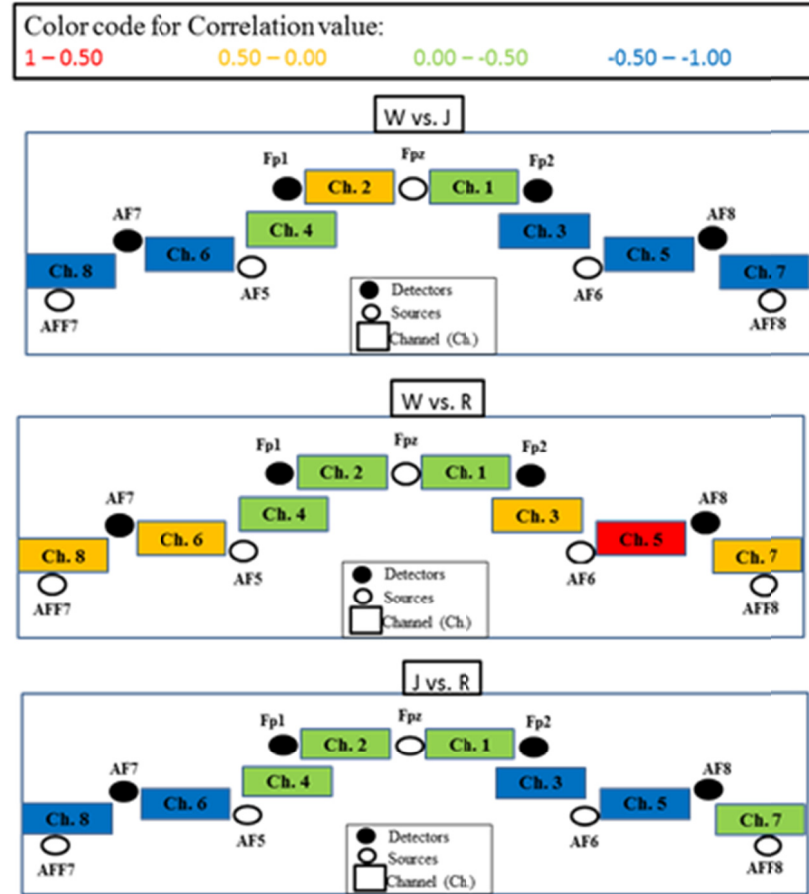 Color code for Correlation value:
1 – 0.50 0.50 – 0.00 0.00 – -0.50 -0.50 – -1.00
W vs. J
Fp1 Fpz Fp2
Ch. 2 Ch. 1
AF7 AF8
Ch. 4 Ch. 3
Ch. 6 Ch. 5
Ch. 8 Ch. 7
AF5 AF6
AFF7 AFF8
Detectors
Sources
Channel (Ch.)
W vs. R
Fp1 Fpz Fp2
Ch. 2 Ch. 1
AF7 AF8
Ch. 4 Ch. 3
Ch. 6 Ch. 5
Ch. 8 Ch. 7
AF5 AF6
AFF7 AFF8
Detectors
Sources
Channel (Ch.)
J vs. R
Fp1 Fpz Fp2
Ch. 2 Ch. 1
AF7 AF8
Ch. 4 Ch. 3
Ch. 6 Ch. 5
Ch. 8 Ch. 7
AF5 AF6
AFF7 AFF8
Detectors
Sources
Channel (Ch.)